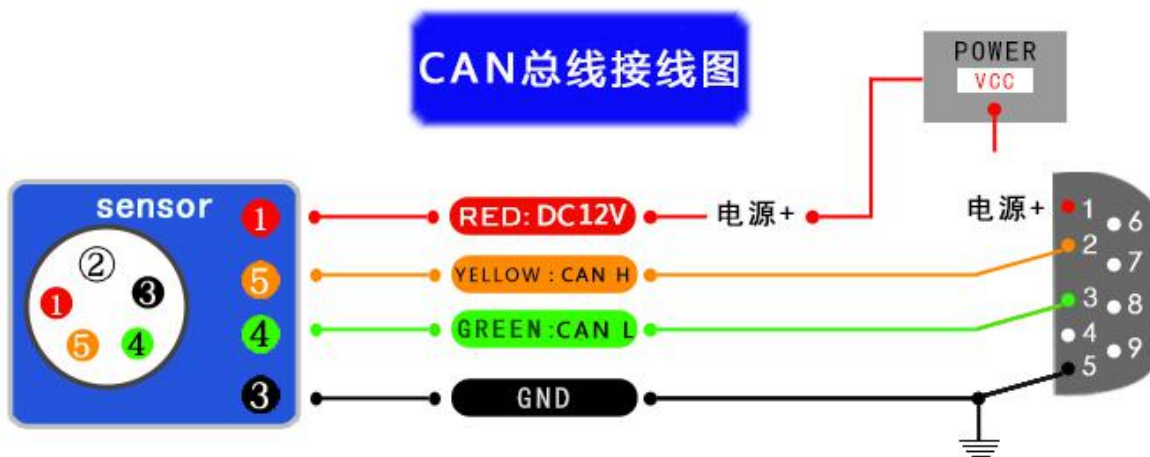 CAN总线接线图
POWER
VCC
sensor
① ② ③ ④ ⑤
1
RED: DC12V
电源+
电源+
5
YELLOW : CAN H
4
GREEN:CAN L
3
GND
1
2
3
4
5
6
7
8
9